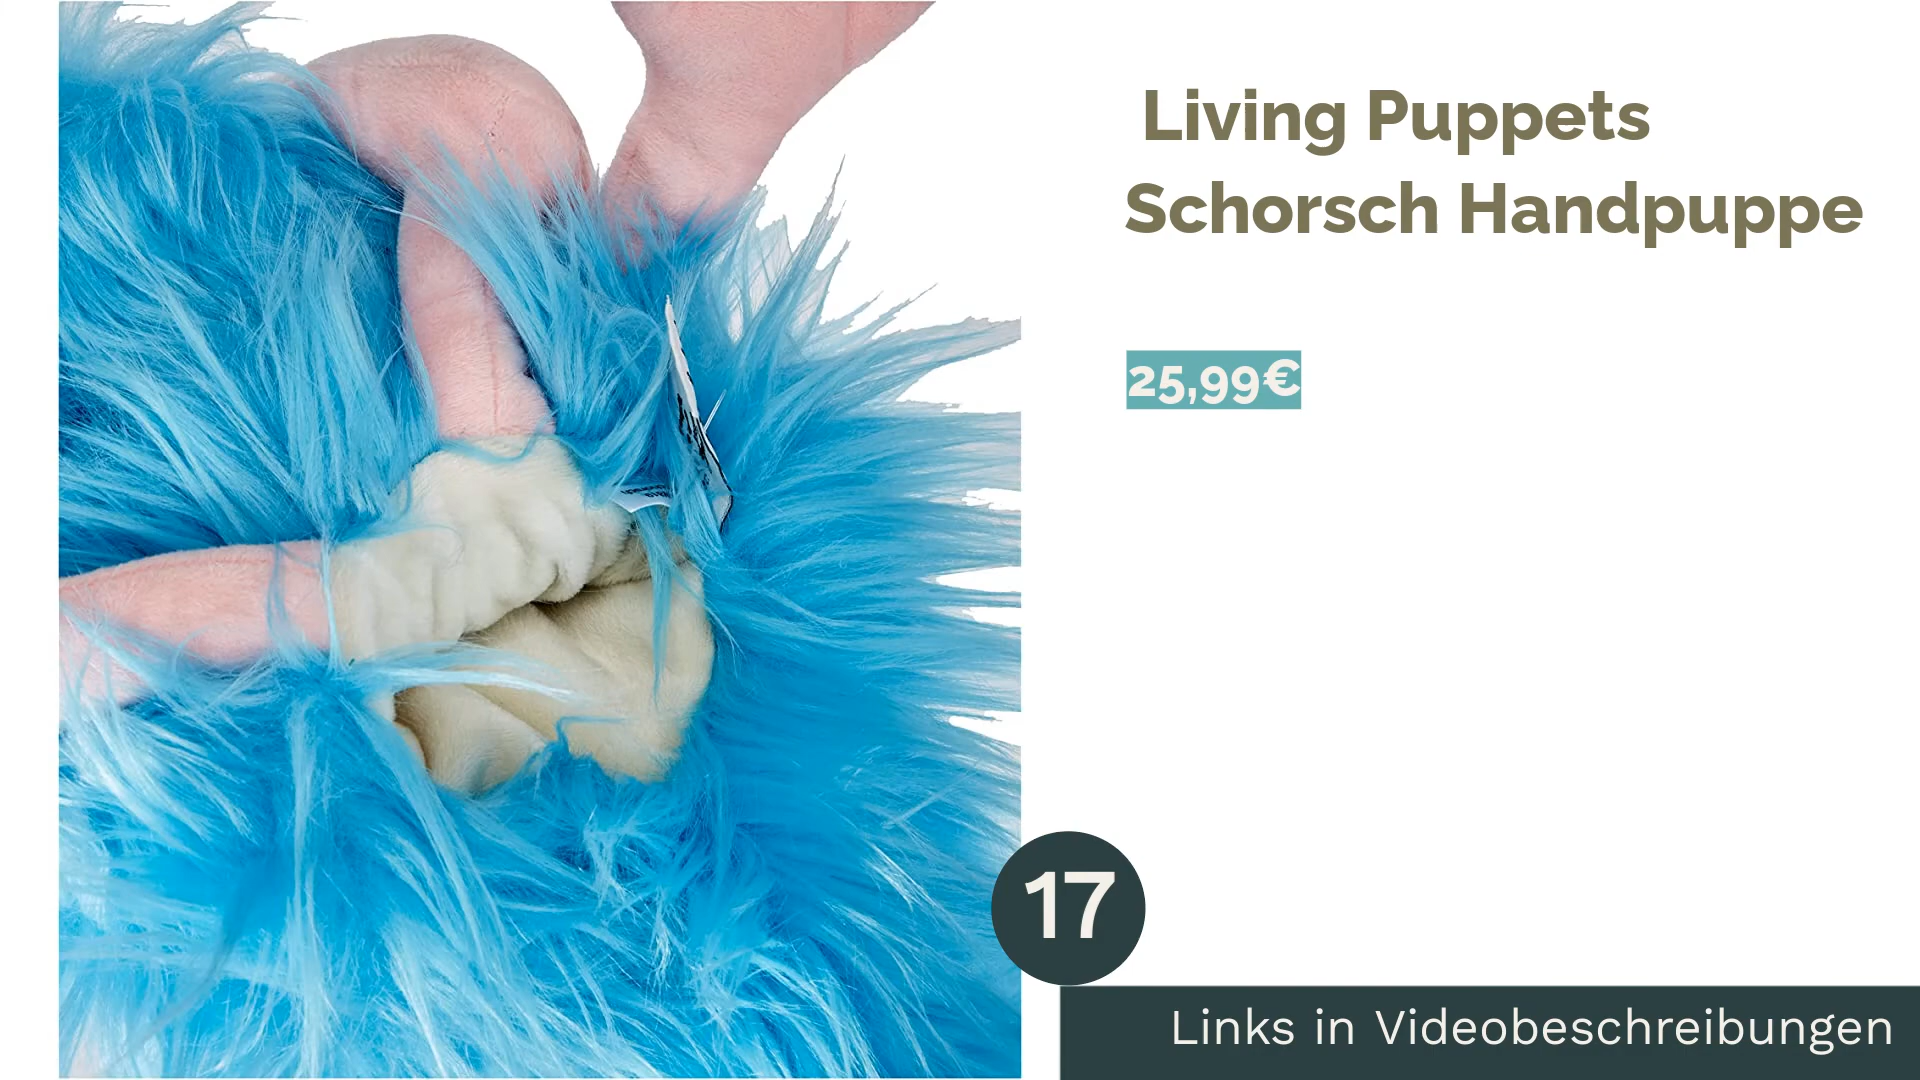 Living Puppets
Schorsch Handpuppe
25,99€
17
Links in Videobeschreibungen